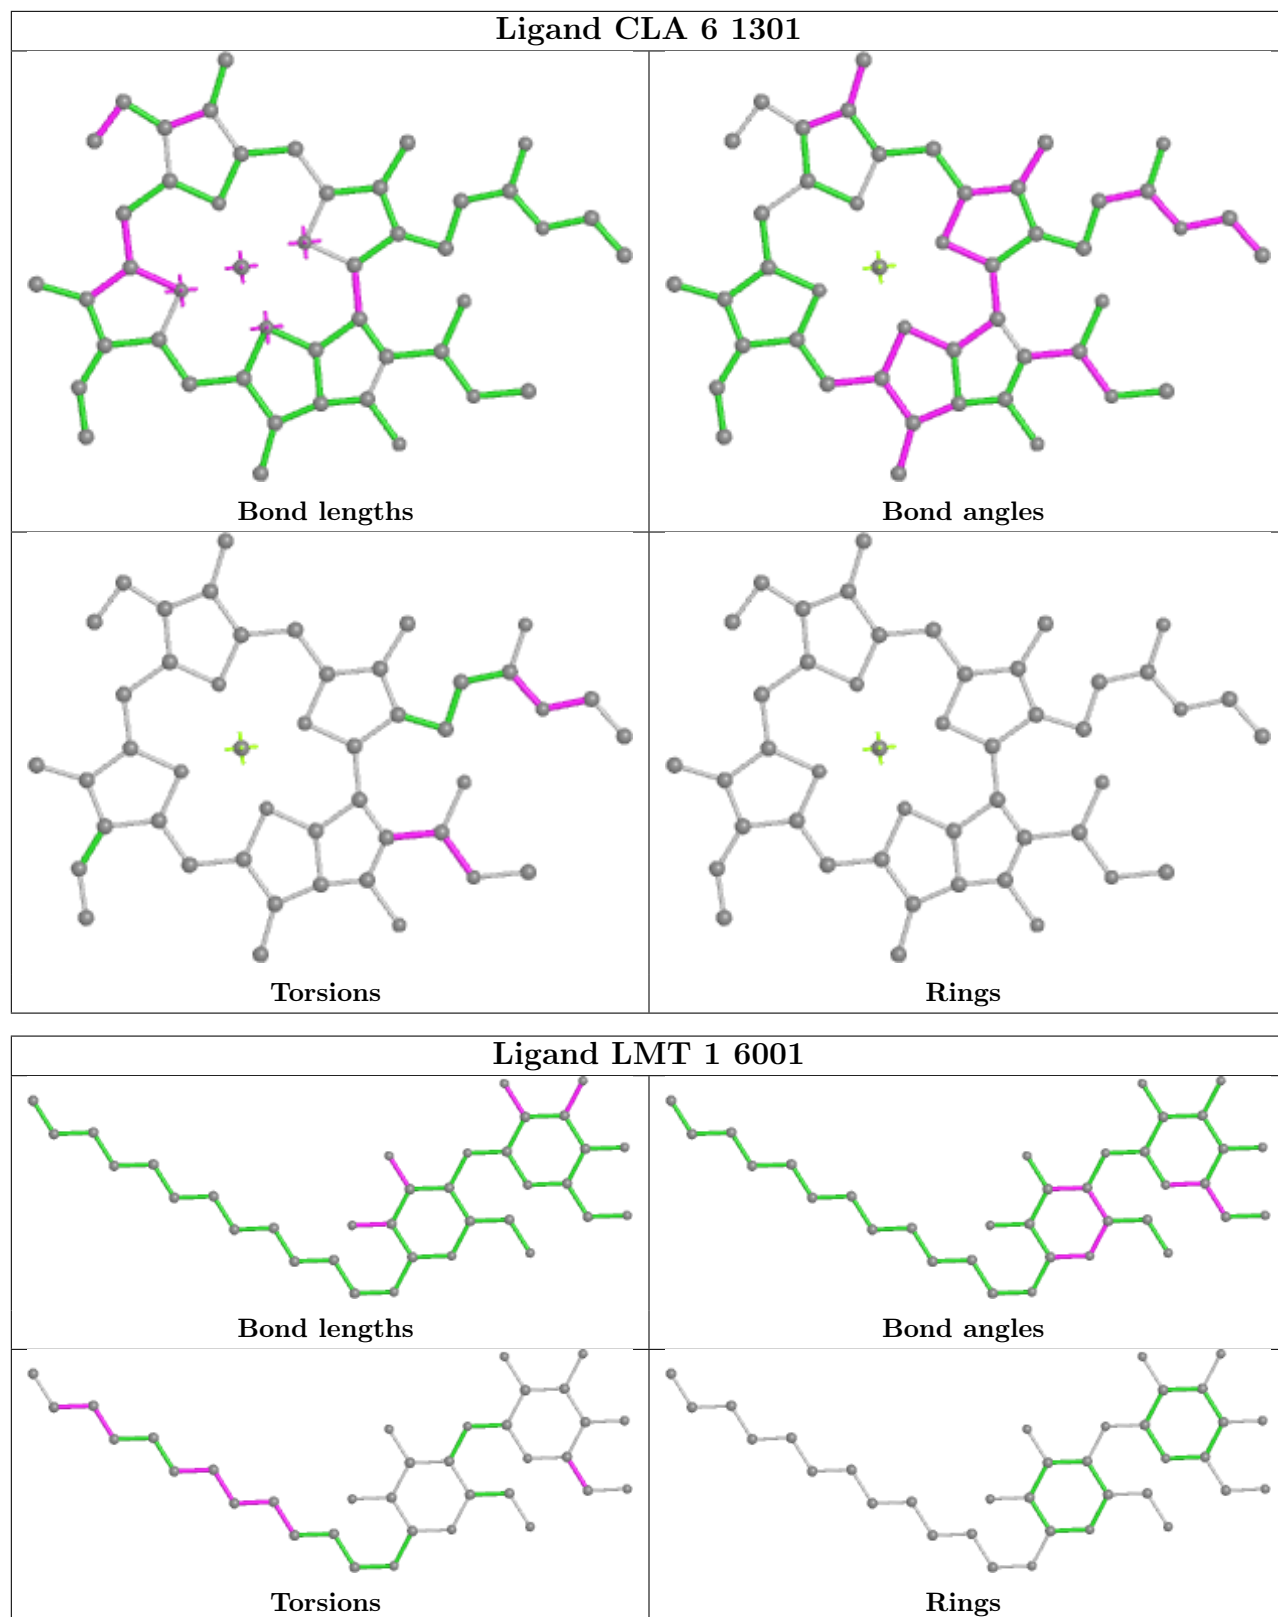 Ligand CLA 6 1301
Bond lengths
Bond angles
Torsions
Rings
Ligand LMT 1 6001
Bond lengths
Bond angles
Torsions
Rings